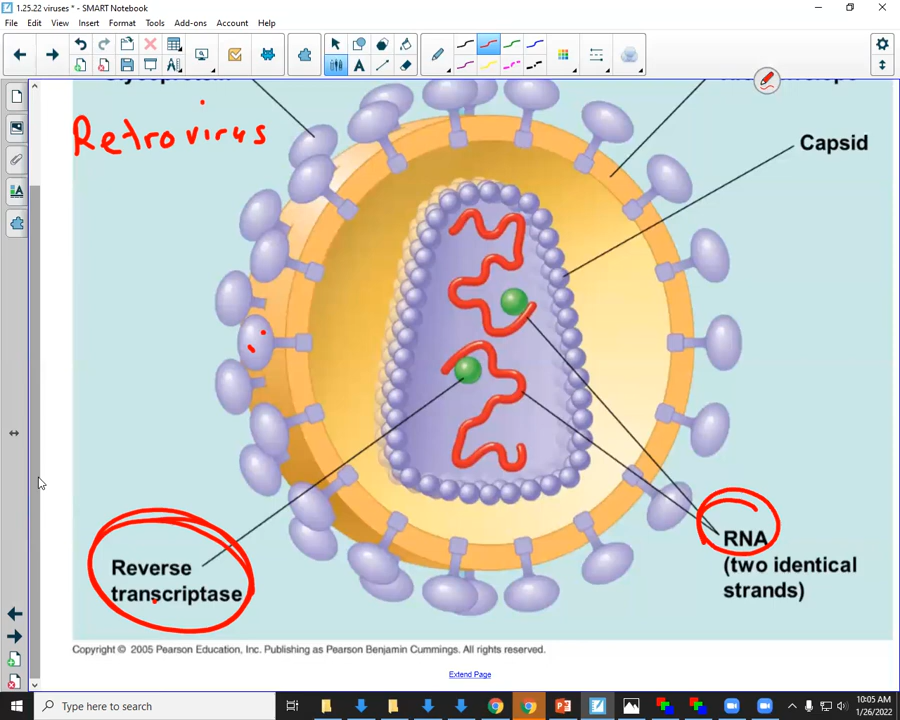 1.25.22 viruses * - SMART Notebook
File Edit View Insert Format Tools Add-ons Account Help
Retrovirus
Capsid
Reverse
transcriptase
RNA
(two identical
strands)
Copyright © 2005 Pearson Education, Inc. Publishing as Pearson Benjamin Cummings. All rights reserved.
Extend Page
Type here to search
10:05 AM
1/26/2022